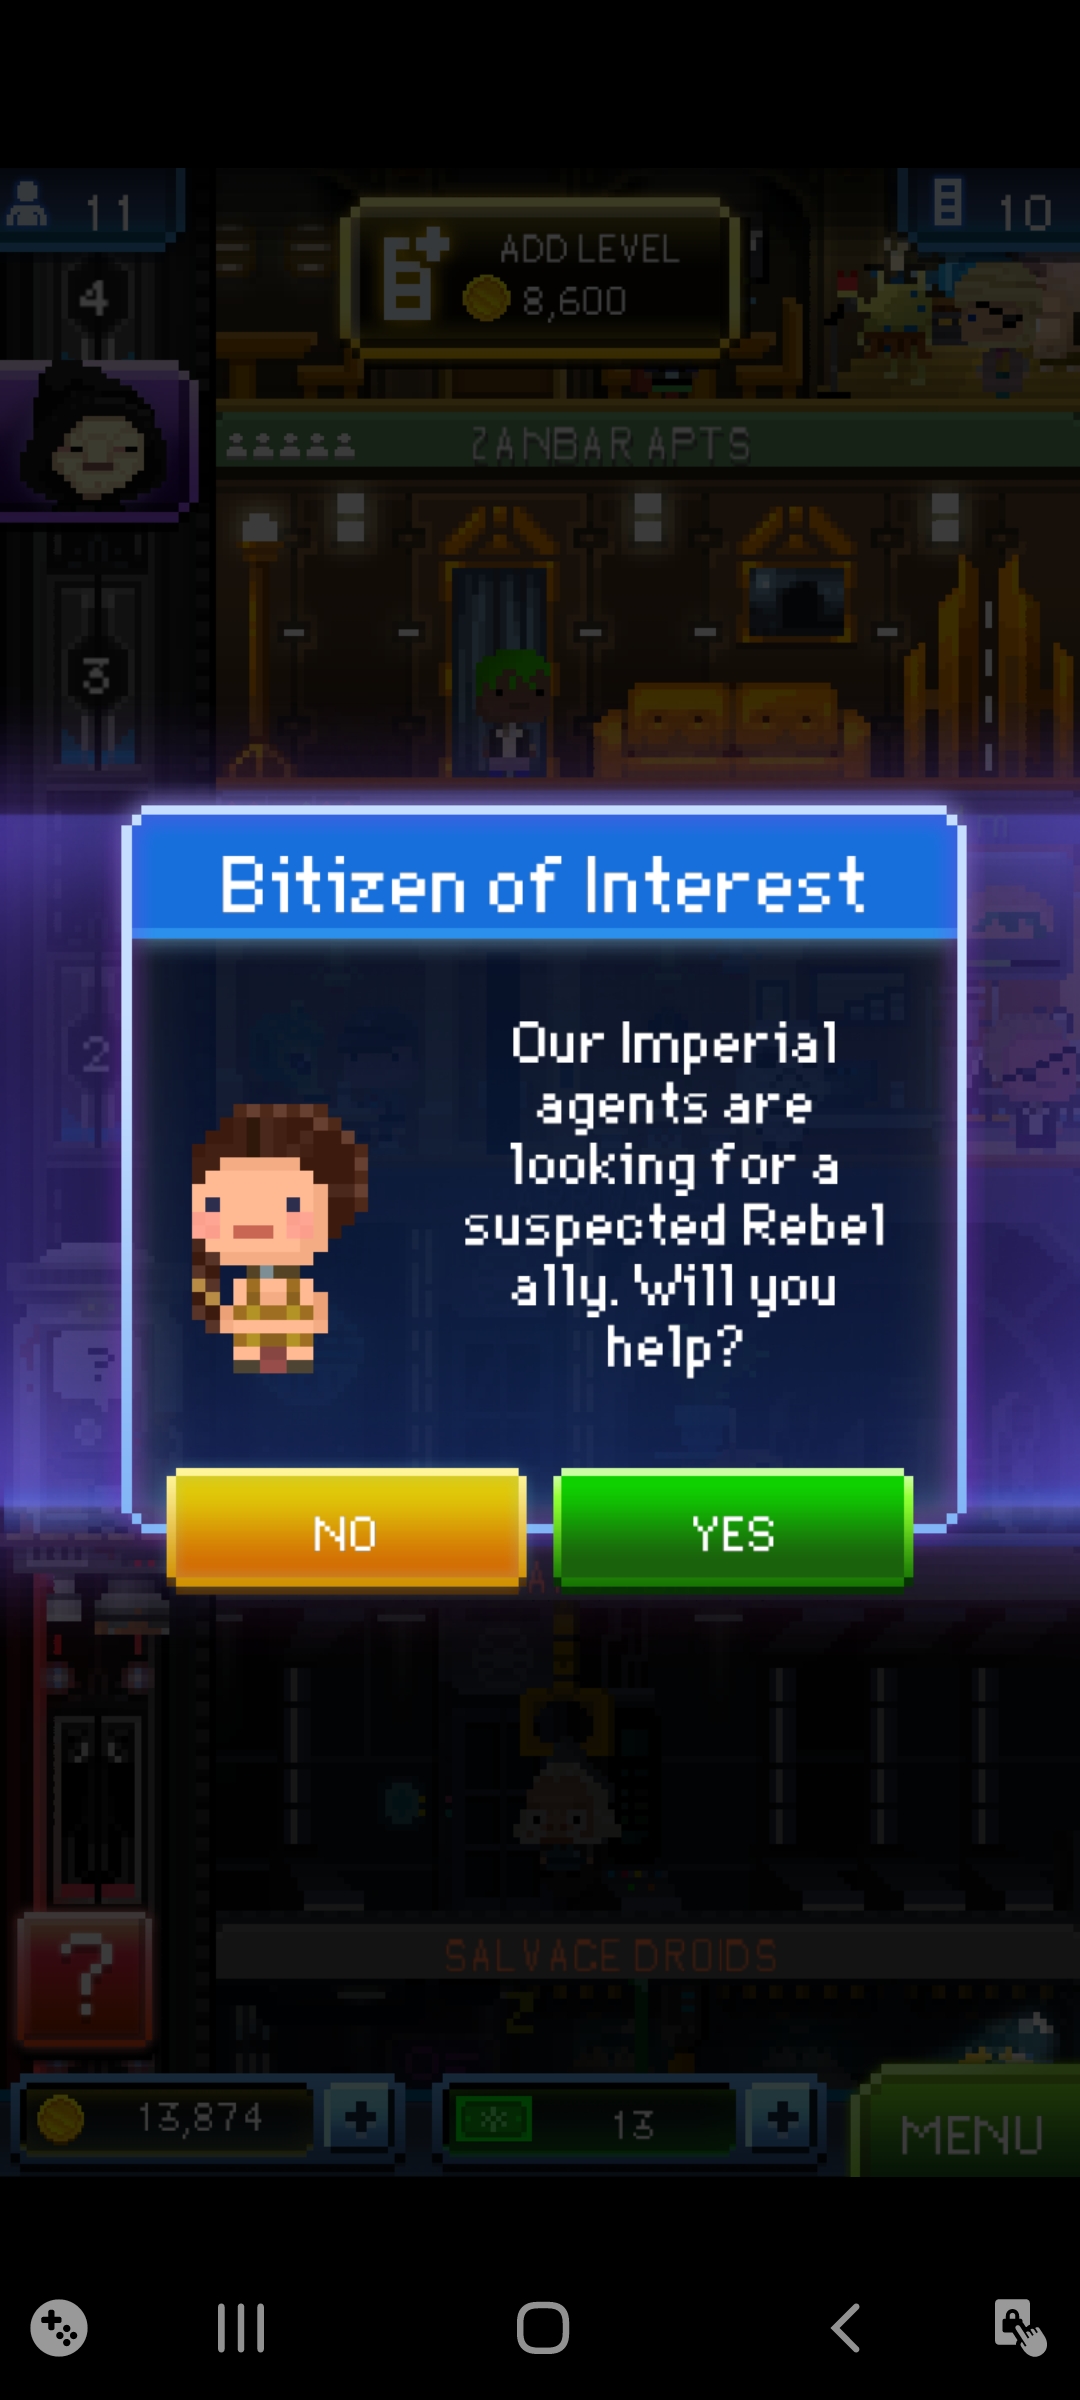 11
10
ADD LEVEL
8,600
4
ZANBAR APTS
3
Bitizen of Interest
2
Our Imperial
agents are
looking for a
suspected Rebel
ally. Will you
help?
?
NO
YES
?
SALVAGE DROIDS
13,874
+
13
+
MENU